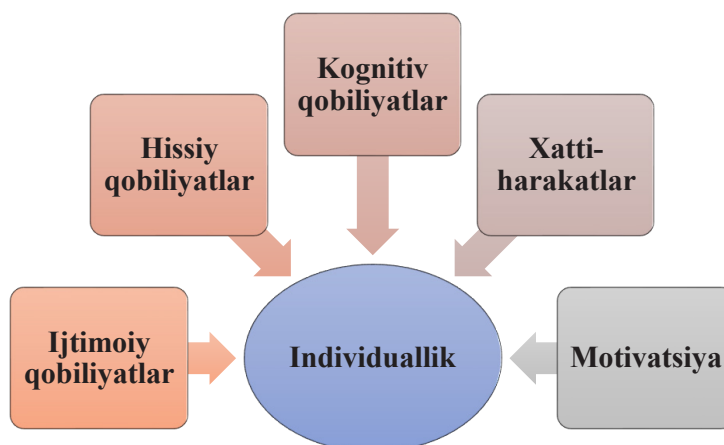 Kognitiv
qobiliyatlar
Hissiy
qobiliyatlar
Xatti-
harakatlar
Ijtimoiy
qobiliyatlar
Individuallik
Motivatsiya